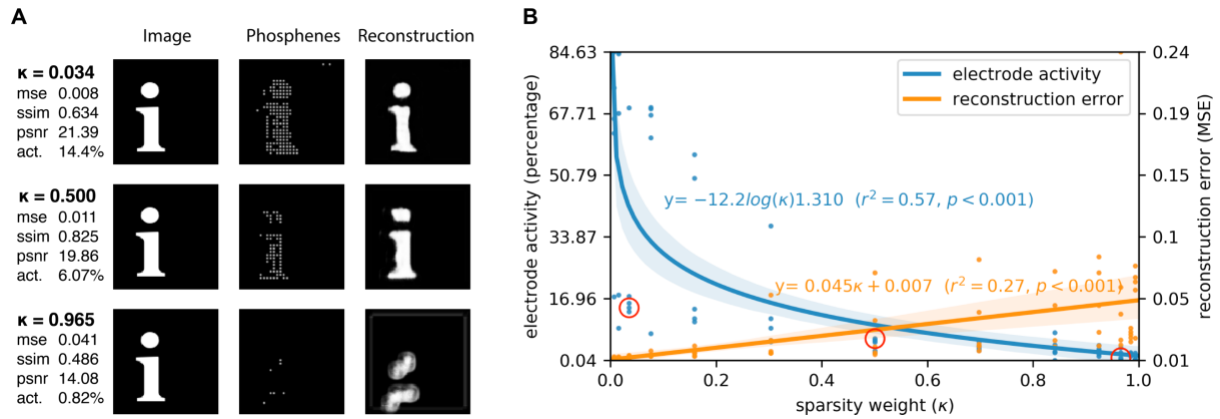 A
Image Phosphenes Reconstruction
κ = 0.034
mse 0.008
ssim 0.634
psnr 21.39
act. 14.4%
κ = 0.500
mse 0.011
ssim 0.825
psnr 19.86
act. 6.07%
κ = 0.965
mse 0.041
ssim 0.486
psnr 14.08
act. 0.82%
B
electrode activity (percentage)
84.63
67.71
50.79
33.87
16.96
0.04
electrode activity
reconstruction error
y= −12.2log(κ)1.310 (r² = 0.57, p < 0.001)
y= 0.045κ + 0.007 (r² = 0.27, p < 0.001)
0.24
0.19
0.15
0.1
0.05
0.01
reconstruction error (MSE)
0.0 0.2 0.4 0.6 0.8 1.0
sparsity weight (κ)